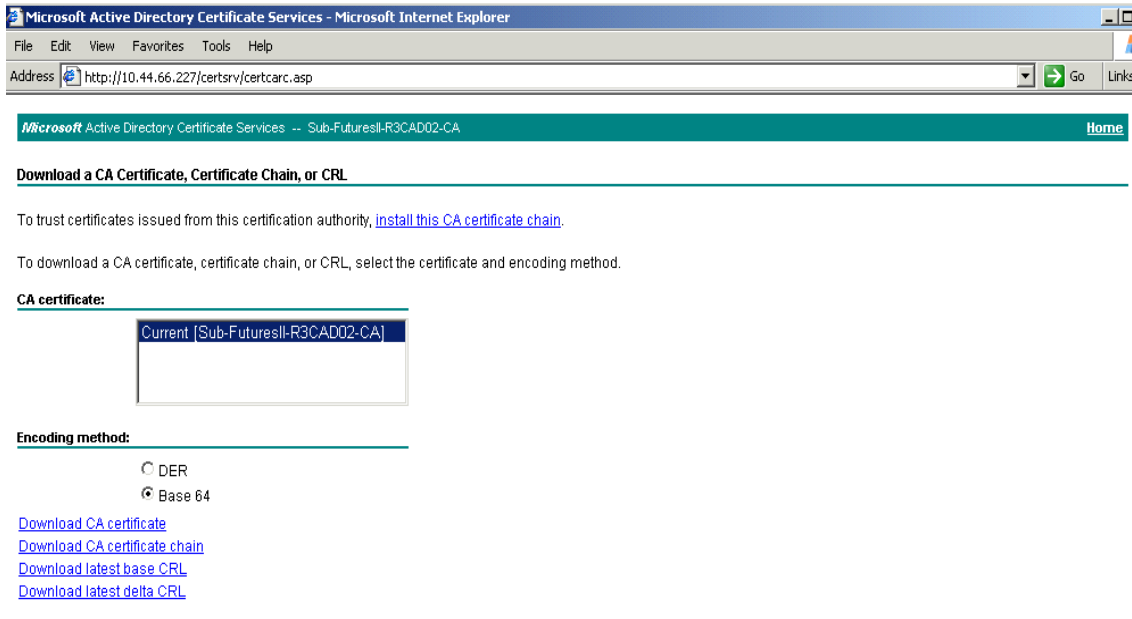 Microsoft Active Directory Certificate Services - Microsoft Internet Explorer
File Edit View Favorites Tools Help
Address http://10.44.66.227/certsrv/certcarc.asp Go Links
Microsoft Active Directory Certificate Services -- Sub-FuturesII-R3CAD02-CA Home
Download a CA Certificate, Certificate Chain, or CRL
To trust certificates issued from this certification authority, install this CA certificate chain.
To download a CA certificate, certificate chain, or CRL, select the certificate and encoding method.
CA certificate:
Current [Sub-FuturesII-R3CAD02-CA]
Encoding method:
DER
Base 64
Download CA certificate
Download CA certificate chain
Download latest base CRL
Download latest delta CRL